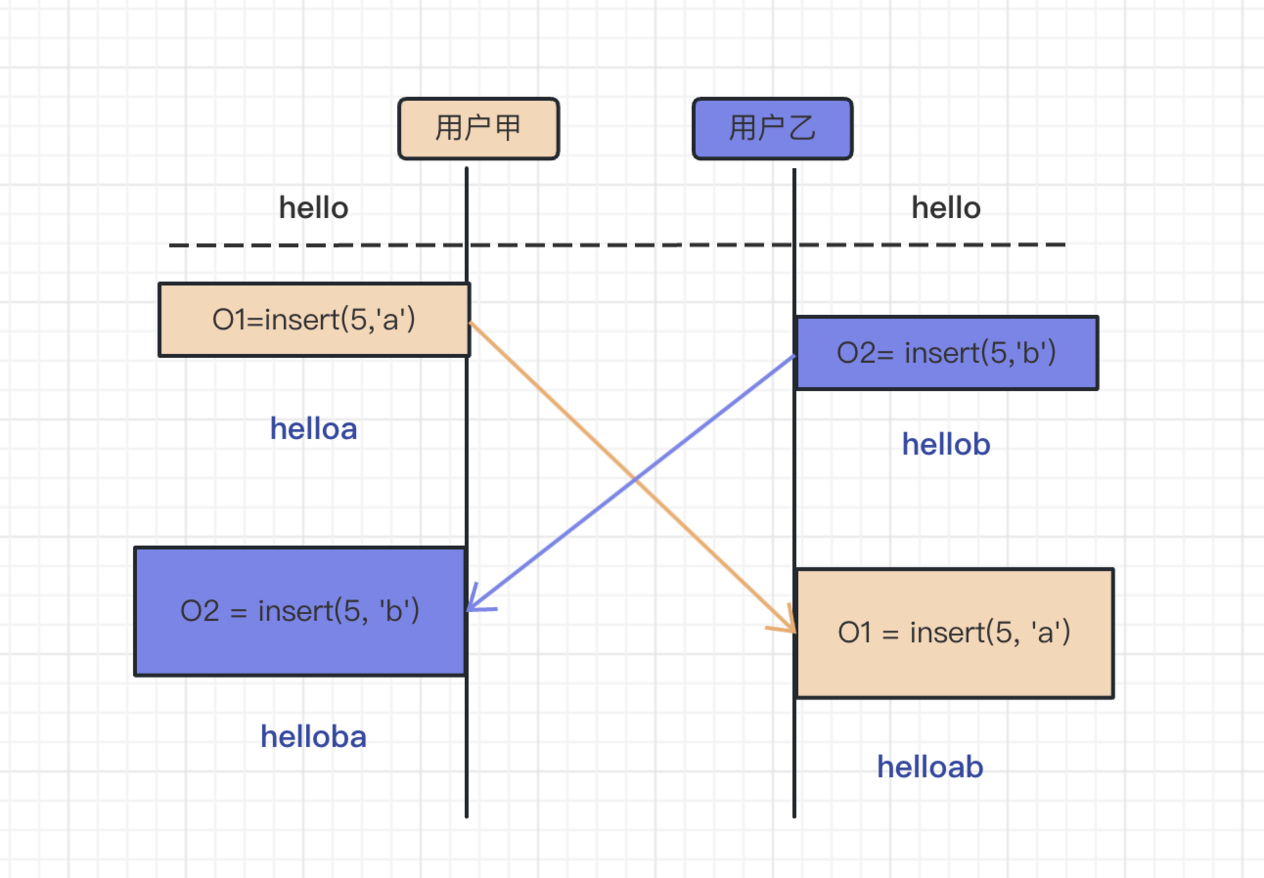 用户甲
用户乙
hello
hello
O1=insert(5,'a')
O2= insert(5,'b')
helloa
hellob
O2 = insert(5, 'b')
O1 = insert(5, 'a')
helloba
helloab